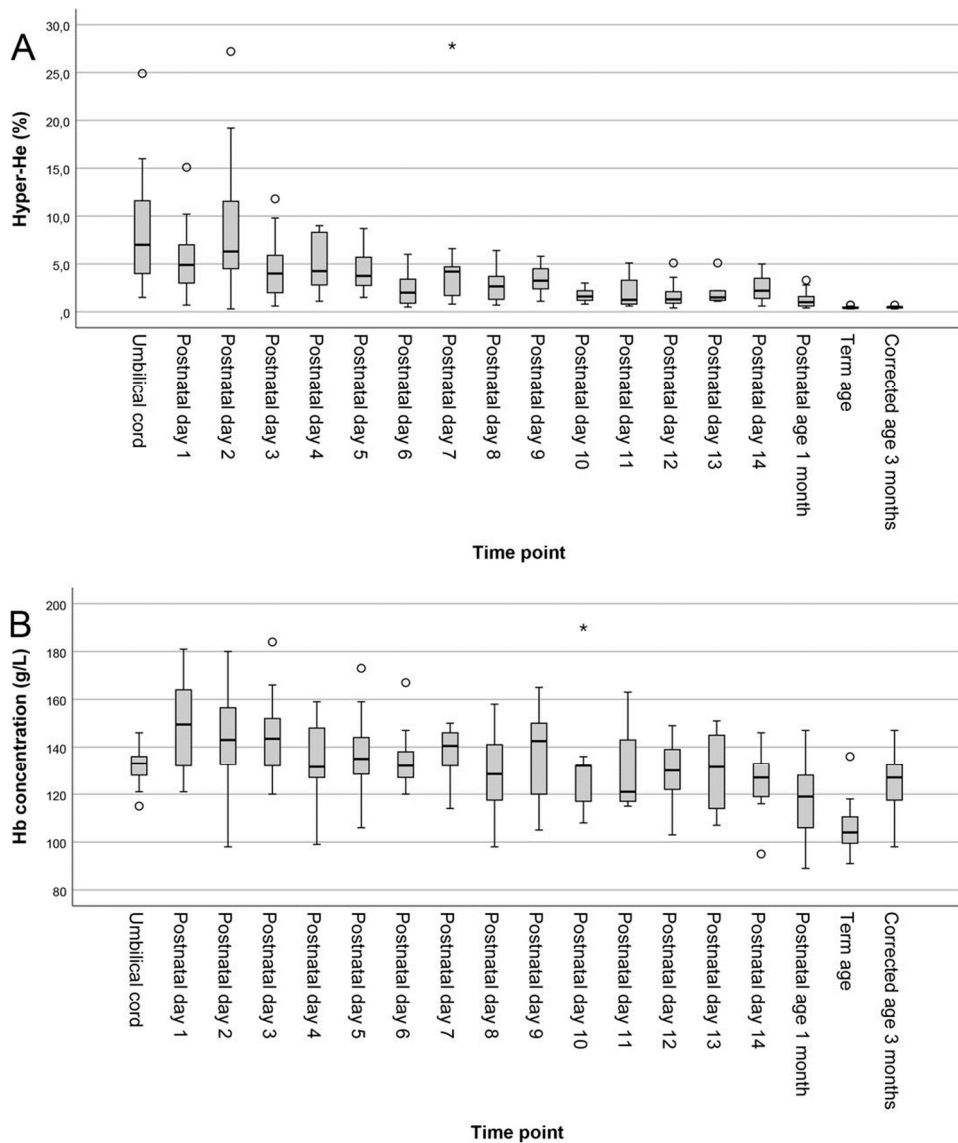 A
Hyper-He (%)
30,0
25,0
20,0
15,0
10,0
5,0
,0
Umbilical cord
Postnatal day 1
Postnatal day 2
Postnatal day 3
Postnatal day 4
Postnatal day 5
Postnatal day 6
Postnatal day 7
Postnatal day 8
Postnatal day 9
Postnatal day 10
Postnatal day 11
Postnatal day 12
Postnatal day 13
Postnatal day 14
Postnatal age 1 month
Term age
Corrected age 3 months
Time point
B
Hb concentration (g/L)
200
180
160
140
120
100
80
Umbilical cord
Postnatal day 1
Postnatal day 2
Postnatal day 3
Postnatal day 4
Postnatal day 5
Postnatal day 6
Postnatal day 7
Postnatal day 8
Postnatal day 9
Postnatal day 10
Postnatal day 11
Postnatal day 12
Postnatal day 13
Postnatal day 14
Postnatal age 1 month
Term age
Corrected age 3 months
Time point